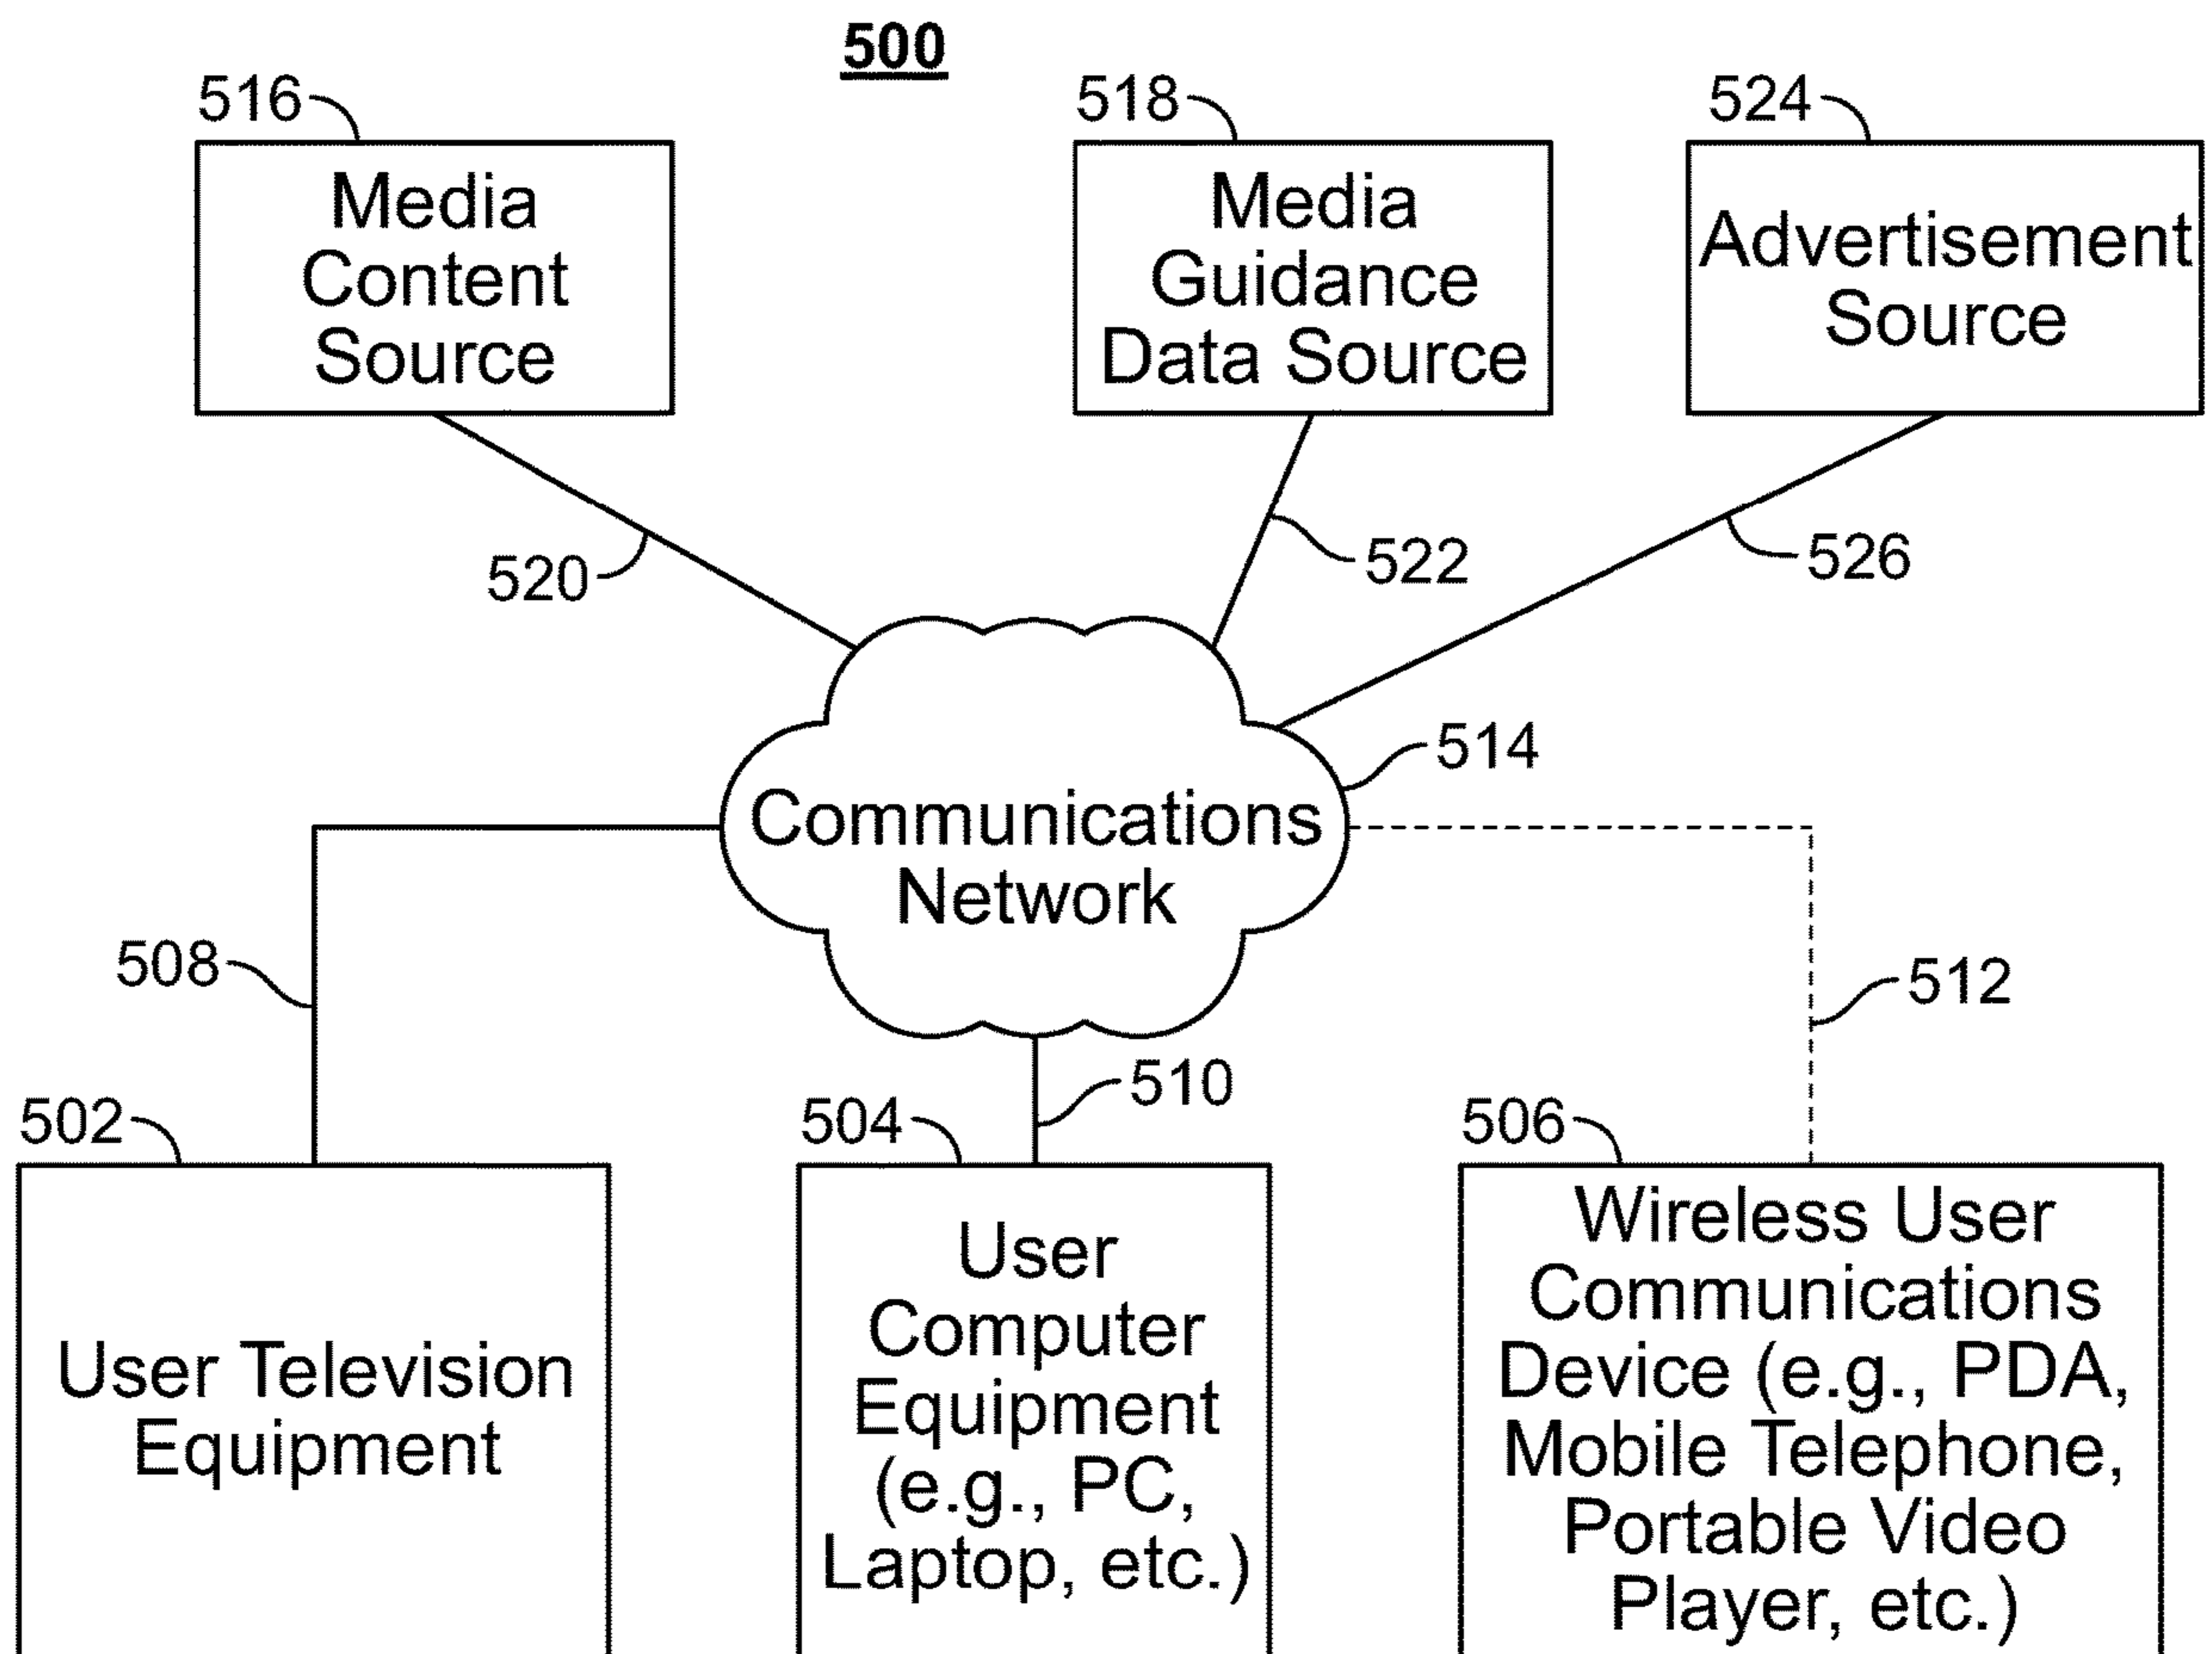 500
516
518
524
Media
Content
Source
Media
Guidance
Data Source
Advertisement
Source
520
522
526
514
Communications
Network
508
512
510
502
504
506
User Television
Equipment
User
Computer
Equipment
(e.g., PC,
Laptop, etc.)
Wireless User
Communications
Device (e.g., PDA,
Mobile Telephone,
Portable Video
Player, etc.)